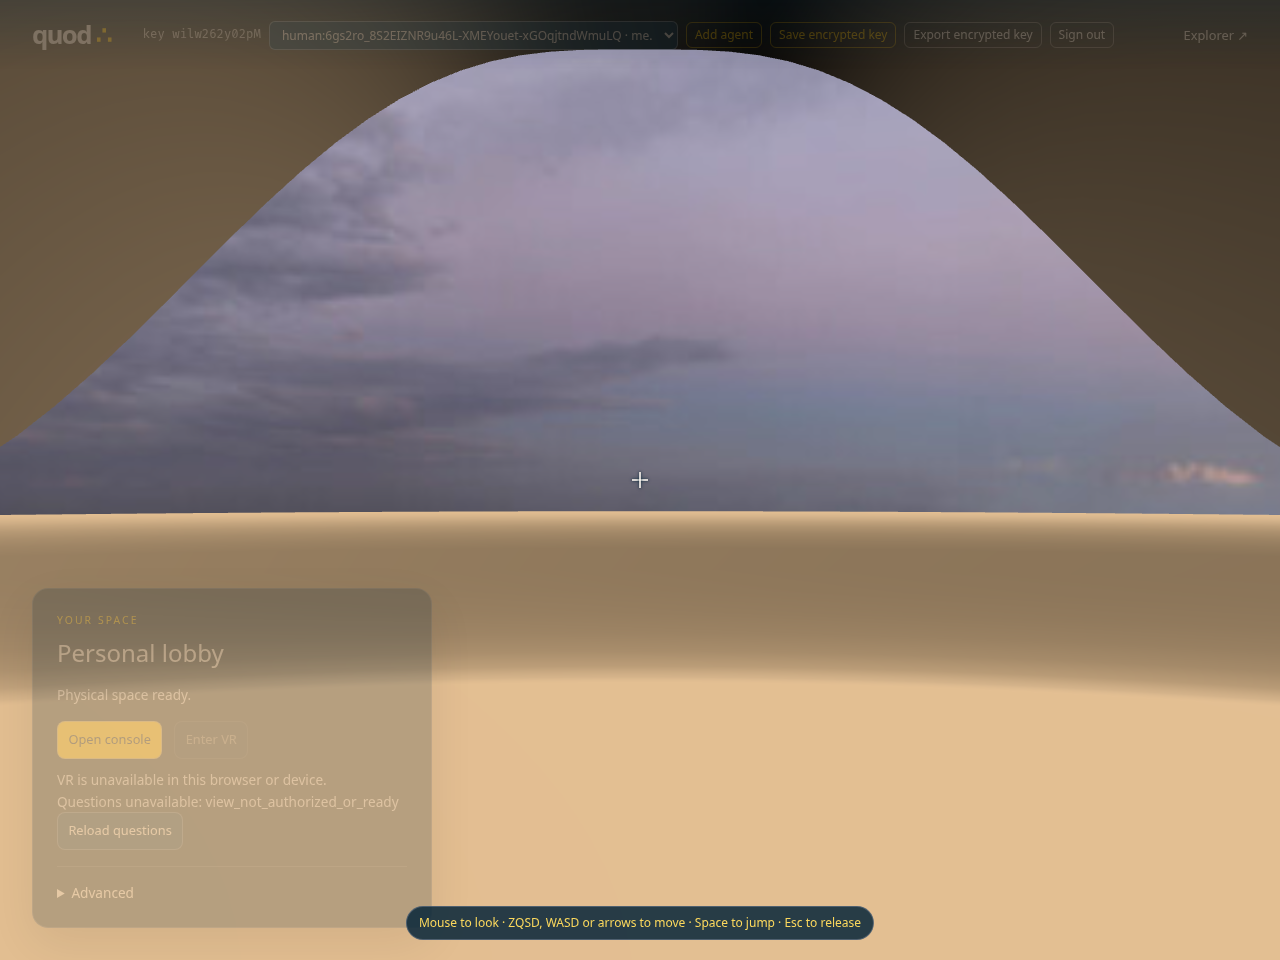 quod
key wilw262y02pM
human:6gs2ro_8S2EIZNR9u46L-XMEYouet-xGOqjtndWmuLQ · me.
Add agent
Save encrypted key
Export encrypted key
Sign out
Explorer ↗
YOUR SPACE
Personal lobby
Physical space ready.
Open console
Enter VR
VR is unavailable in this browser or device.
Questions unavailable: view_not_authorized_or_ready
Reload questions
▶ Advanced
Mouse to look · ZQSD, WASD or arrows to move · Space to jump · Esc to release